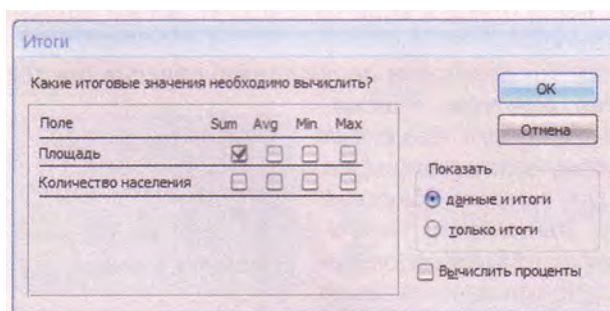 Итоги
Какие итоговые значения необходимо вычислить?
OK
Отмена
Поле Sum Avg Min Max
Площадь
Количество населения
Показать
данные и итоги
только итоги
Вычислить проценты